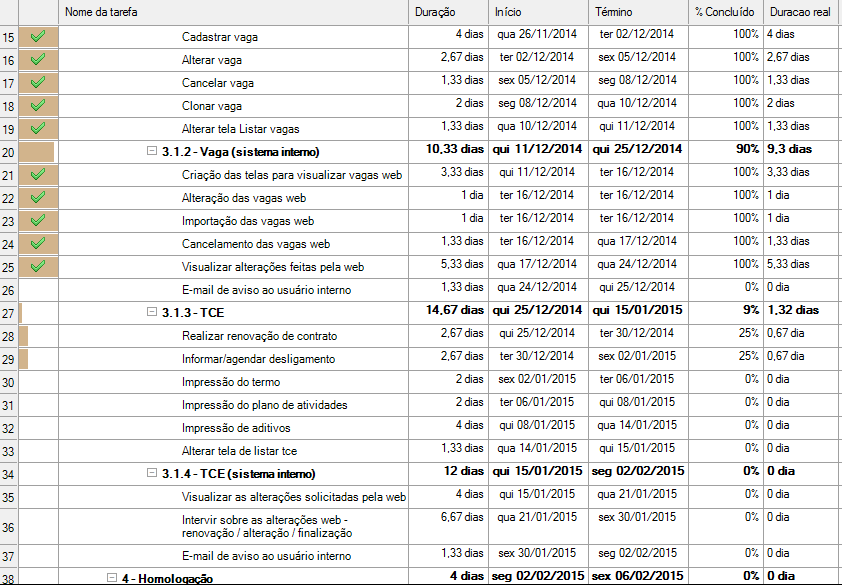 Nome da tarefa Duração Início Término % Concluído Duracao real
15 Cadastrar vaga 4 dias qua 26/11/2014 ter 02/12/2014 100% 4 dias
16 Alterar vaga 2,67 dias ter 02/12/2014 sex 05/12/2014 100% 2,67 dias
17 Cancelar vaga 1,33 dias sex 05/12/2014 seg 08/12/2014 100% 1,33 dias
18 Clonar vaga 2 dias seg 08/12/2014 qua 10/12/2014 100% 2 dias
19 Alterar tela Listar vagas 1,33 dias qua 10/12/2014 qui 11/12/2014 100% 1,33 dias
20 3.1.2 - Vaga (sistema interno) 10,33 dias qui 11/12/2014 qui 25/12/2014 90% 9,3 dias
21 Criação das telas para visualizar vagas web 3,33 dias qui 11/12/2014 ter 16/12/2014 100% 3,33 dias
22 Alteração das vagas web 1 dia ter 16/12/2014 ter 16/12/2014 100% 1 dia
23 Importação das vagas web 1 dia ter 16/12/2014 ter 16/12/2014 100% 1 dia
24 Cancelamento das vagas web 1,33 dias ter 16/12/2014 qua 17/12/2014 100% 1,33 dias
25 Visualizar alterações feitas pela web 5,33 dias qua 17/12/2014 qua 24/12/2014 100% 5,33 dias
26 E-mail de aviso ao usuário interno 1,33 dias qua 24/12/2014 qui 25/12/2014 0% 0 dia
27 3.1.3 - TCE 14,67 dias qui 25/12/2014 qui 15/01/2015 9% 1,32 dias
28 Realizar renovação de contrato 2,67 dias qui 25/12/2014 ter 30/12/2014 25% 0,67 dia
29 Informar/agendar desligamento 2,67 dias ter 30/12/2014 sex 02/01/2015 25% 0,67 dia
30 Impressão do termo 2 dias sex 02/01/2015 ter 06/01/2015 0% 0 dia
31 Impressão do plano de atividades 2 dias ter 06/01/2015 qui 08/01/2015 0% 0 dia
32 Impressão de aditivos 4 dias qui 08/01/2015 qua 14/01/2015 0% 0 dia
33 Alterar tela de listar tce 1,33 dias qua 14/01/2015 qui 15/01/2015 0% 0 dia
34 3.1.4 - TCE (sistema interno) 12 dias qui 15/01/2015 seg 02/02/2015 0% 0 dia
35 Visualizar as alterações solicitadas pela web 4 dias qui 15/01/2015 qua 21/01/2015 0% 0 dia
36 Intervir sobre as alterações web - 6,67 dias qua 21/01/2015 sex 30/01/2015 0% 0 dia
renovação / alteração / finalização
37 E-mail de aviso ao usuário interno 1,33 dias sex 30/01/2015 seg 02/02/2015 0% 0 dia
38 4 - Homologação 4 dias seg 02/02/2015 sex 06/02/2015 0% 0 dia